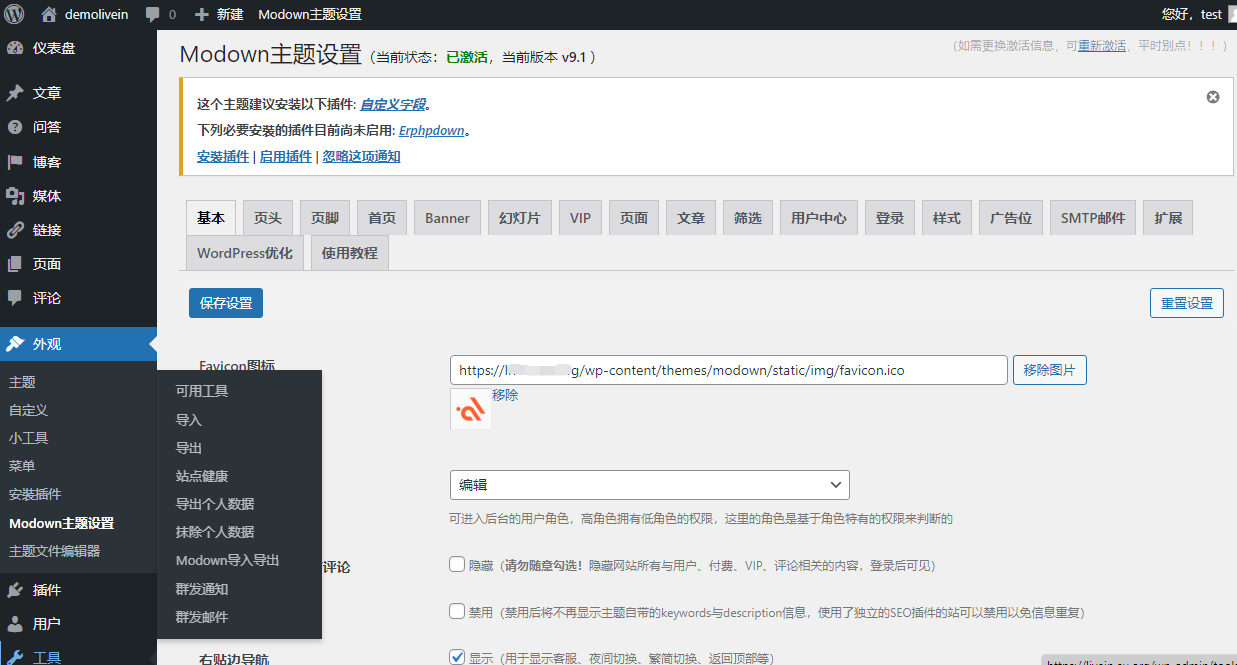 demolivein 0 新建 Modown主题设置 您好，test
仪表盘
文章
问答
博客
媒体
链接
页面
评论
外观
主题
自定义
小工具
菜单
安装插件
Modown主题设置
主题文件编辑器
插件
用户
工具
可用工具
导入
导出
站点健康
导出个人数据
抹除个人数据
Modown导入导出
群发通知
群发邮件
Modown主题设置（当前状态：已激活，当前版本 v9.1 ）
（如需更换激活信息，可重新激活，平时别点！！！）
这个主题建议安装以下插件: 自定义字段。
下列必要安装的插件目前尚未启用: Erphpdown。
安装插件 | 启用插件 | 忽略这项通知
基本 页头 页脚 首页 Banner 幻灯片 VIP 页面 文章 筛选 用户中心 登录 样式 广告位 SMTP邮件 扩展
WordPress优化 使用教程
保存设置 重置设置
Favicon图标
https:// g/wp-content/themes/modown/static/img/favicon.ico 移除图片
移除
编辑
可进入后台的用户角色，高角色拥有低角色的权限，这里的角色是基于角色特有的权限来判断的
评论 隐藏（请勿随意勾选！隐藏网站所有与用户、付费、VIP、评论相关的内容，登录后可见）
禁用（禁用后将不再显示主题自带的keywords与description信息，使用了独立的SEO插件的站可以禁用以免信息重复）
右贴边导航 显示（用于显示客服、夜间切换、繁简切换、返回顶部等）